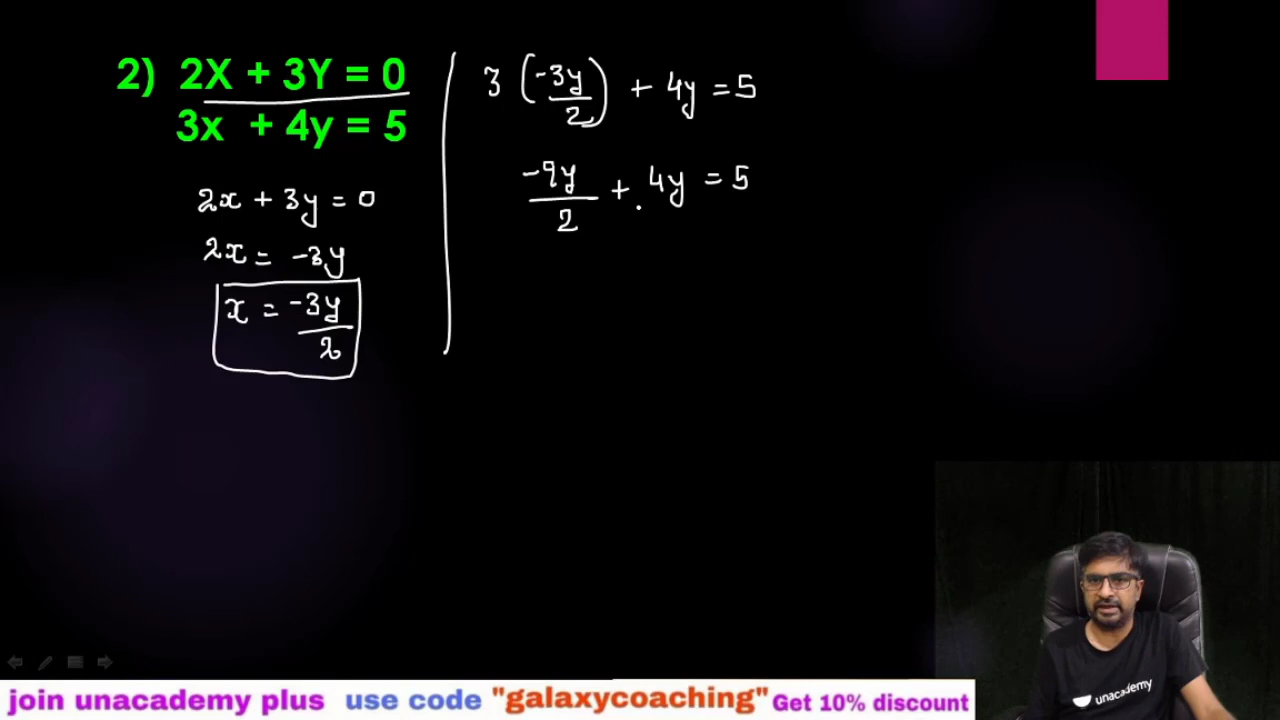 2) 2X + 3Y = 0
3x + 4y = 5
2x + 3y = 0
2x = -3y
x = -3y/2
3 (-3y/2) + 4y = 5
-9y/2 + 4y = 5
unacademy
join unacademy plus use code "galaxycoaching" Get 10% discount